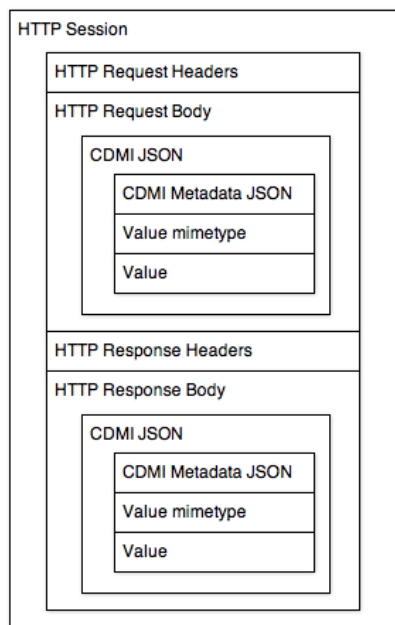 HTTP Session
HTTP Request Headers
HTTP Request Body
CDMI JSON
CDMI Metadata JSON
Value mimetype
Value
HTTP Response Headers
HTTP Response Body
CDMI JSON
CDMI Metadata JSON
Value mimetype
Value